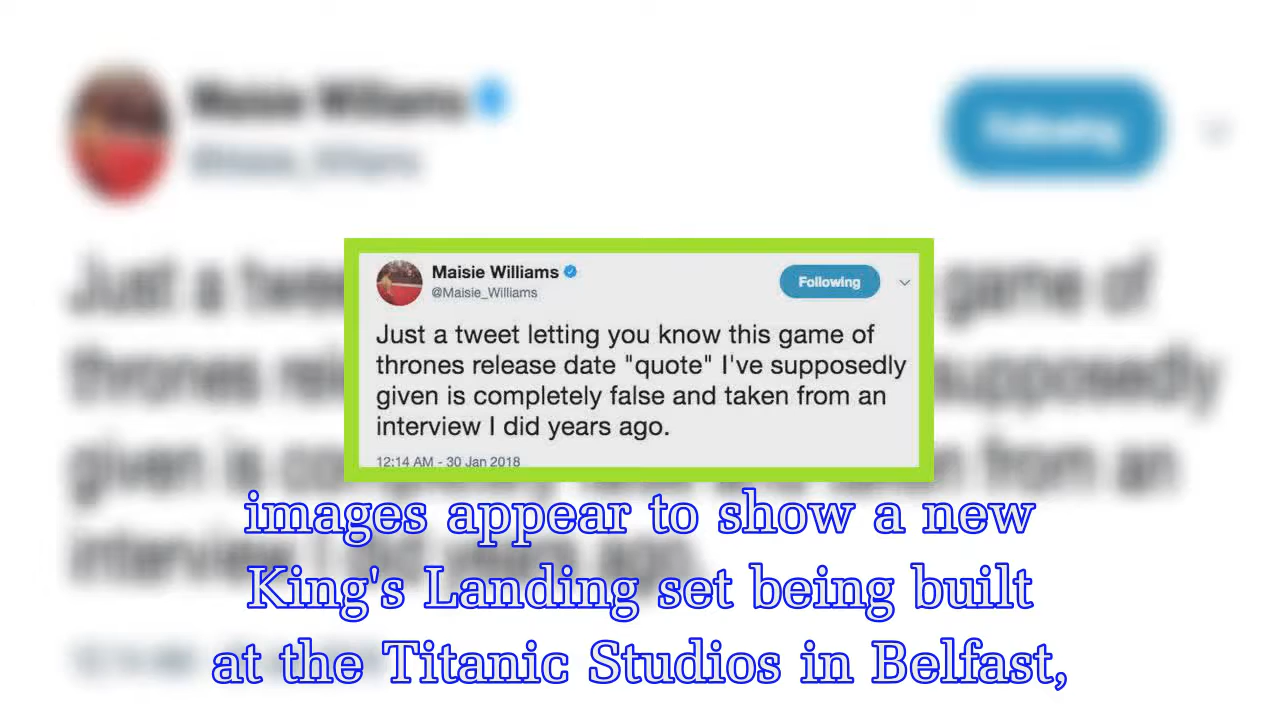 Maisie Williams
@Maisie_Williams
Following
Just a tweet letting you know this game of
thrones release date "quote" I've supposedly
given is completely false and taken from an
interview I did years ago.
12:14 AM - 30 Jan 2018
images appear to show a new
King's Landing set being built
at the Titanic Studios in Belfast,